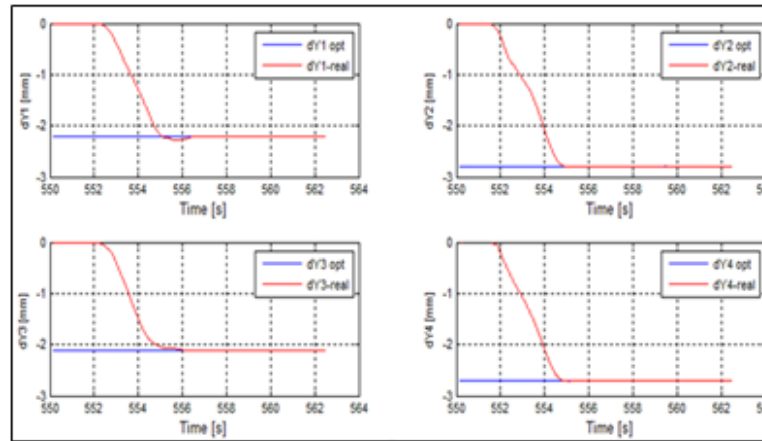 0
-1
-2
-3
dY1 [mm]
dY1 opt
dY1-real
550 552 554 556 558 560 562 564
Time [s]
0
-1
-2
-3
dY2 [mm]
dY2 opt
dY2-real
550 552 554 556 558 560 562 
Time [s]
0
-1
-2
-3
dY3 [mm]
dY3 opt
dY3-real
550 552 554 556 558 560 562 564
Time [s]
0
-1
-2
-3
dY4 [mm]
dY4 opt
dY4-real
550 552 554 556 558 560 562
Time [s]